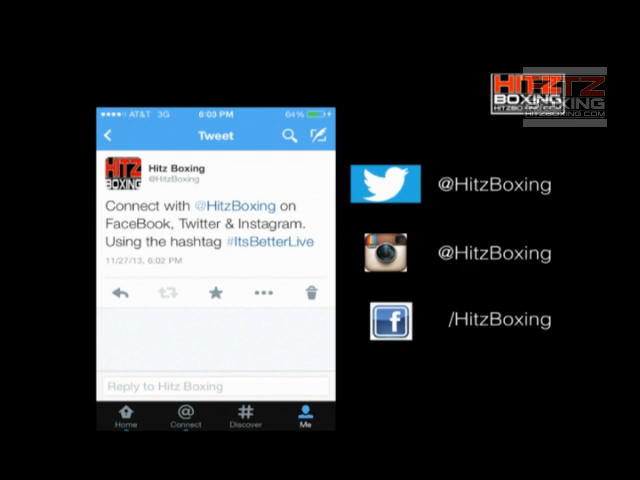 HITZ
BOXING
HITZBOXING.COM
●●●●○ AT&T 3G 6:03 PM 64%
Tweet
HITZ
BOXING
Hitz Boxing
@HitzBoxing
Connect with @HitzBoxing on
FaceBook, Twitter & Instagram.
Using the hashtag #ItsBetterLive
11/27/13, 6:02 PM
Reply to Hitz Boxing
Home Connect Discover Me
@HitzBoxing
@HitzBoxing
/HitzBoxing